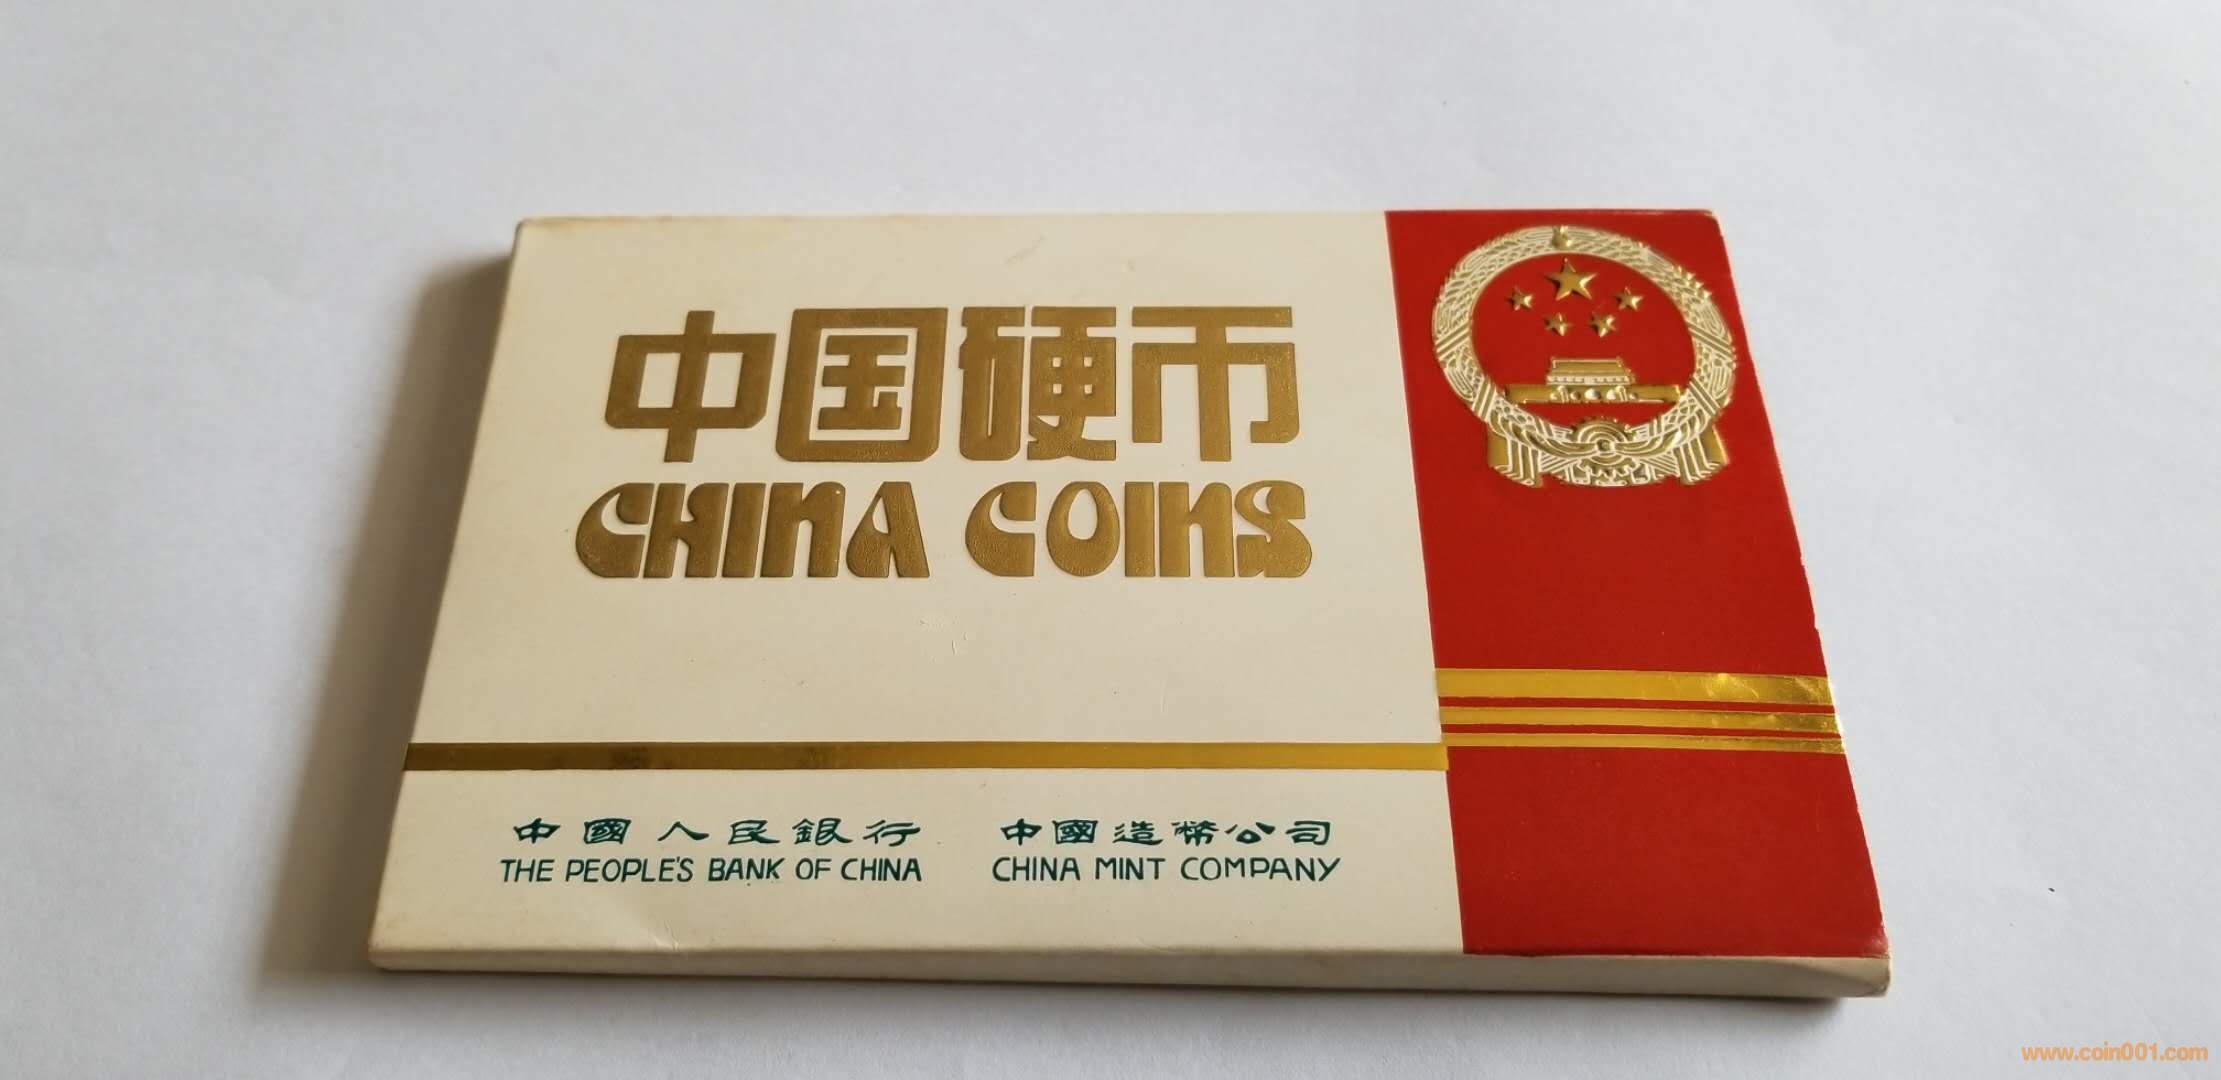 中国硬币
CHINA COINS
中國人民銀行
THE PEOPLE'S BANK OF CHINA
中國造幣公司
CHINA MINT COMPANY
www.coin001.com